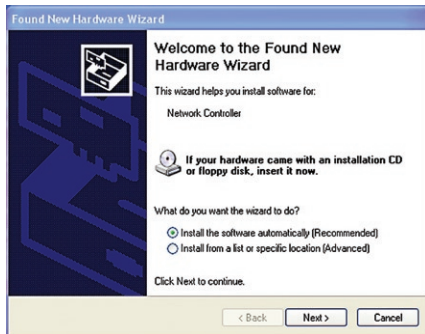 Found New Hardware Wizard
Welcome to the Found New
Hardware Wizard
This wizard helps you install software for:
Network Controller
If your hardware came with an installation CD
or floppy disk, insert it now.
What do you want the wizard to do?
Install the software automatically (Recommended)
Install from a list or specific location (Advanced)
Click Next to continue.
< Back
Next >
Cancel